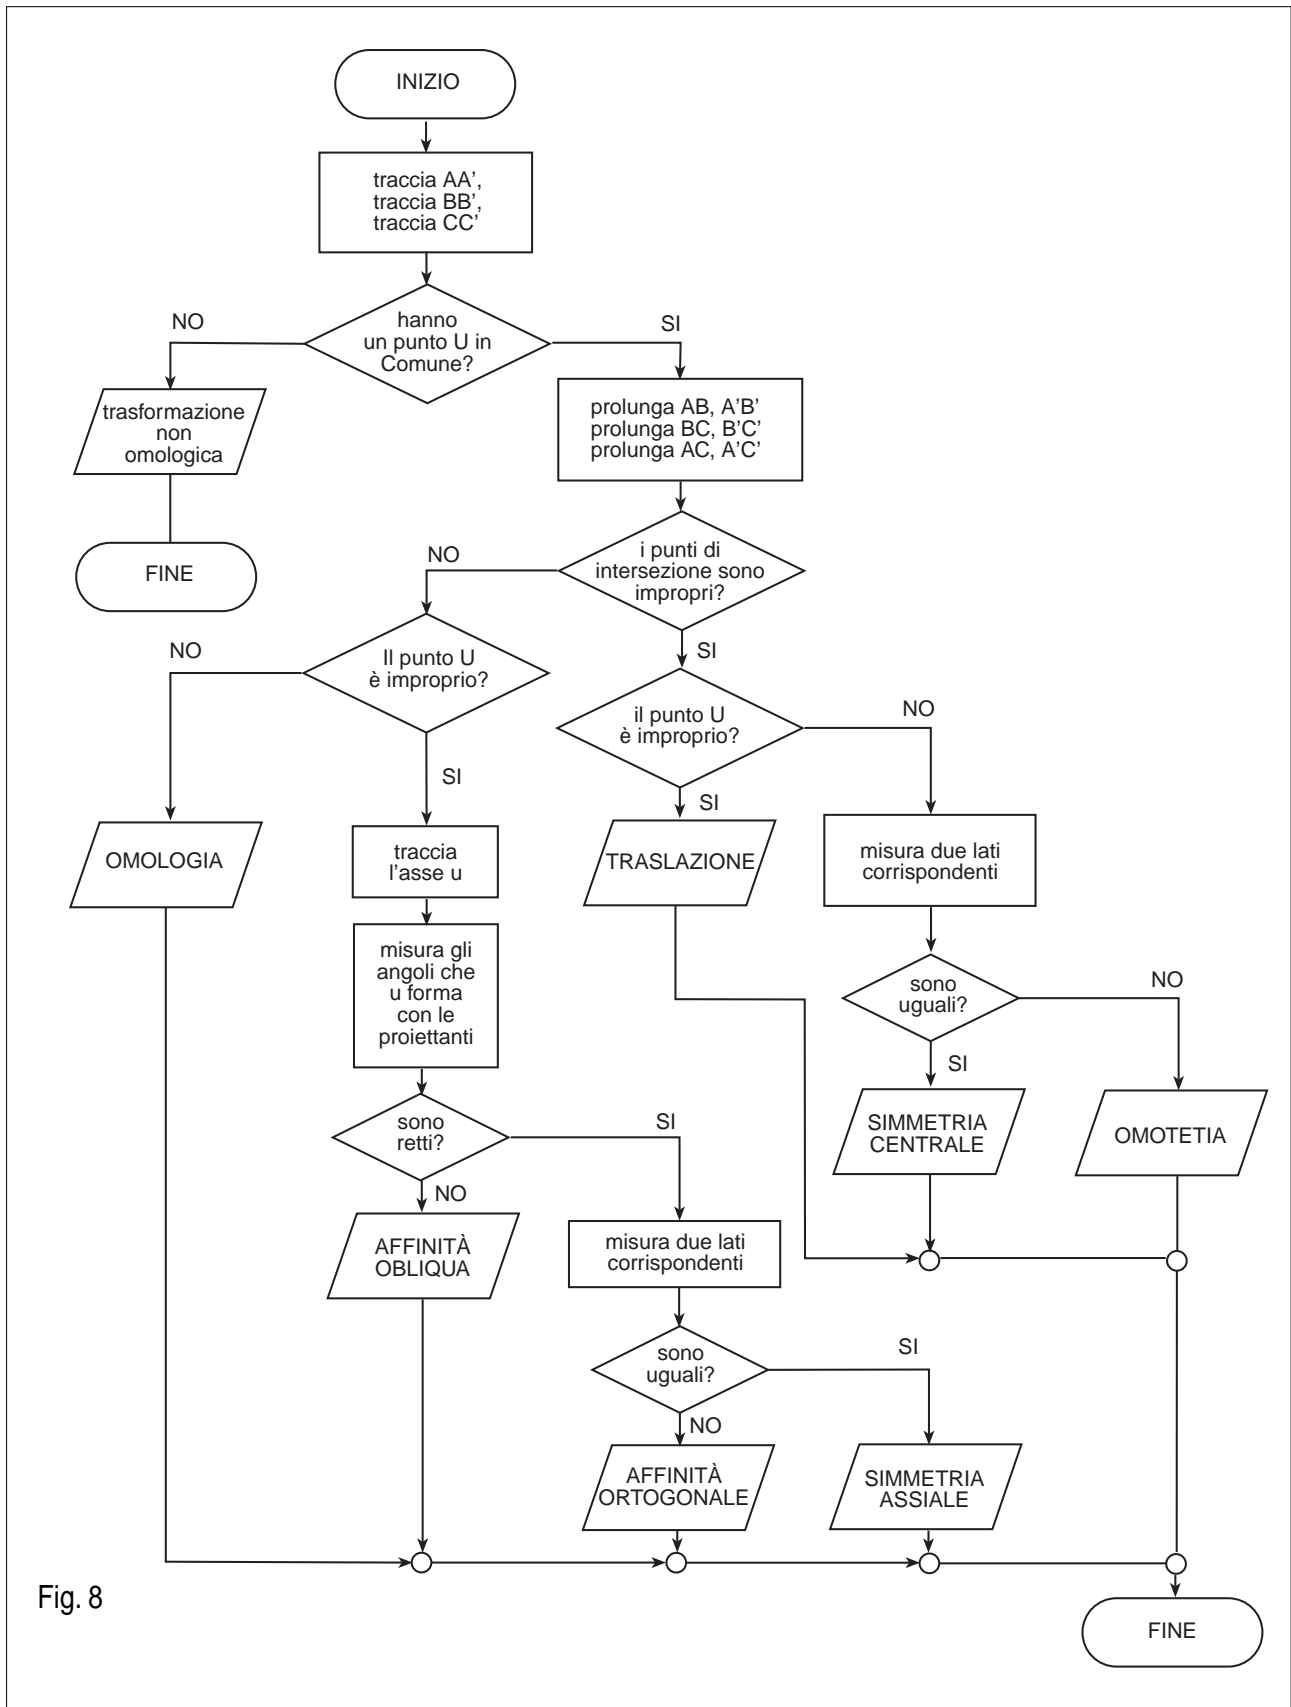 INIZIO
traccia AA’,
traccia BB’,
traccia CC’
hanno
un punto U in
Comune?
NO
SI
trasformazione
non
omologica
FINE
prolunga AB, A’B’
prolunga BC, B’C’
prolunga AC, A’C’
i punti di
intersezione sono
impropri?
NO
SI
Il punto U
è improprio?
NO
SI
il punto U
è improprio?
NO
SI
OMOLOGIA
traccia
l’asse u
TRASLAZIONE
misura due lati
corrispondenti
misura gli
angoli che
u forma
con le
proiettanti
sono
uguali?
NO
SI
sono
retti?
SI
NO
SIMMETRIA
CENTRALE
OMOTETIA
AFFINITÀ
OBLIQUA
misura due lati
corrispondenti
sono
uguali?
SI
NO
AFFINITÀ
ORTOGONALE
SIMMETRIA
ASSIALE
Fig. 8
FINE